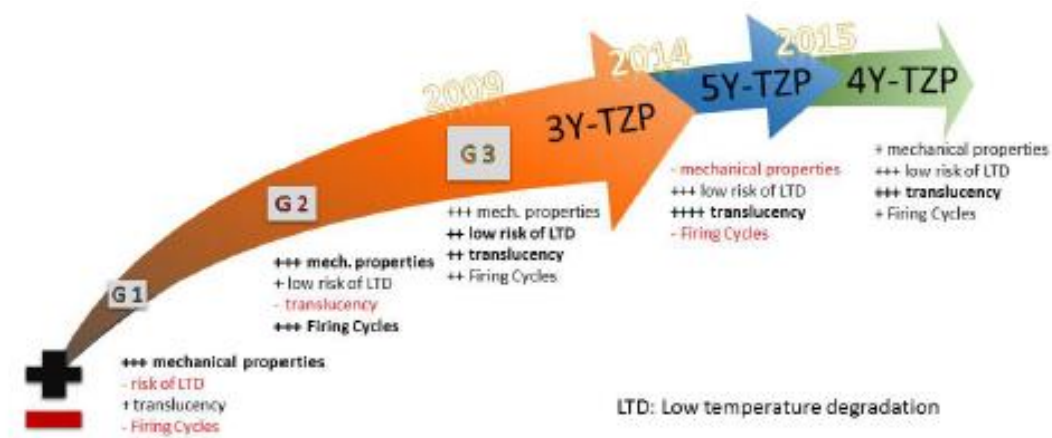 2009
2014
2015
3Y-TZP
5Y-TZP
4Y-TZP
G 3
G 2
G 1
+++ mechanical properties
- risk of LTD
+ translucency
- Firing Cycles
+++ mech. properties
+ low risk of LTD
- translucency
+++ Firing Cycles
+++ mech. properties
++ low risk of LTD
++ translucency
++ Firing Cycles
- mechanical properties
+++ low risk of LTD
++++ translucency
- Firing Cycles
+ mechanical properties
+++ low risk of LTD
+++ translucency
+ Firing Cycles
LTD: Low temperature degradation